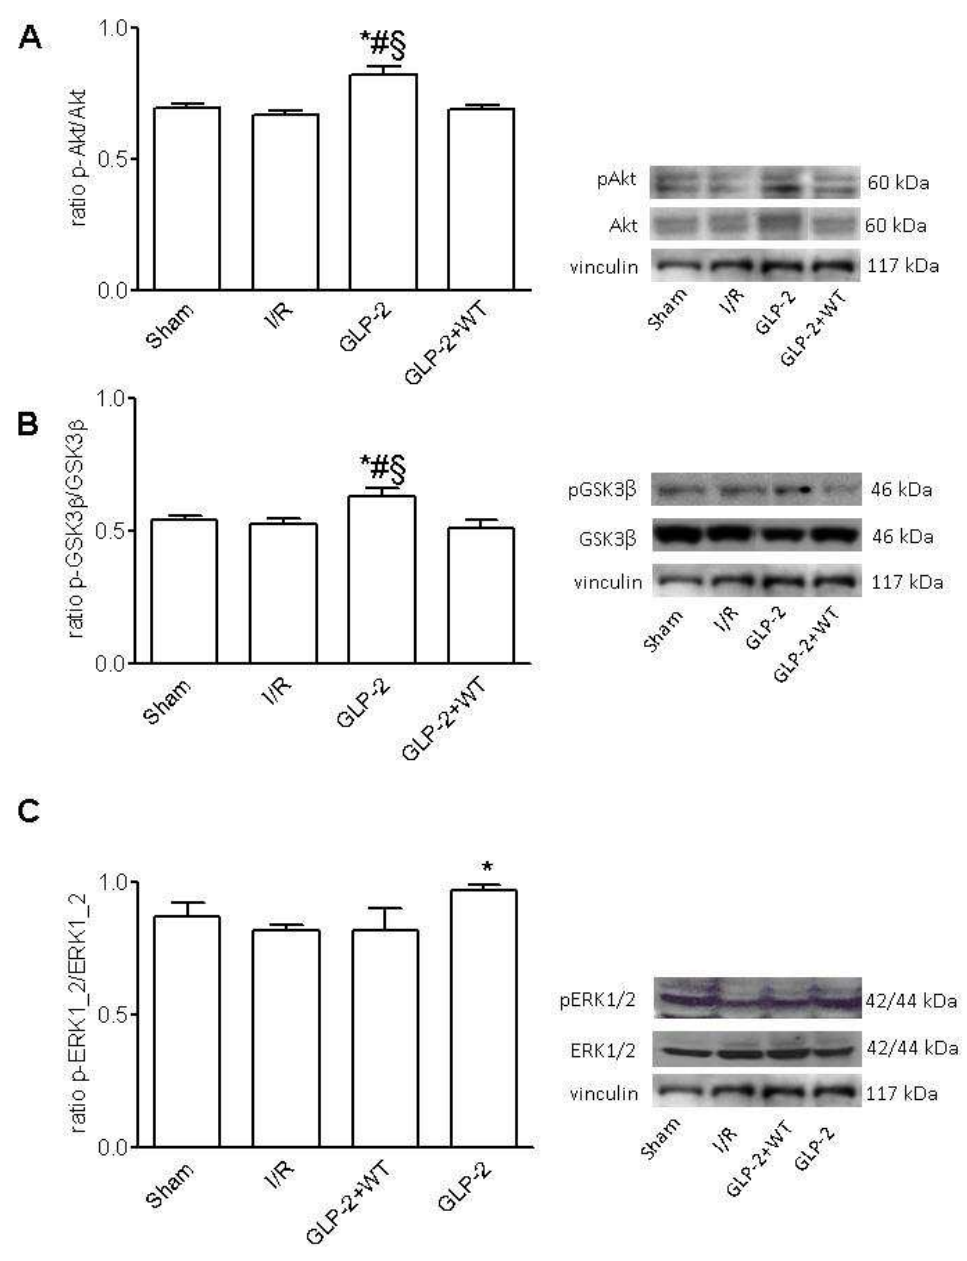 A
ratio p-Akt/Akt
1.0
0.5
0.0
*#§
Sham
I/R
GLP-2
GLP-2+WT
pAkt
60 kDa
Akt
60 kDa
vinculin
117 kDa
Sham
I/R
GLP-2
GLP-2+WT
B
ratio p-GSK3β/GSK3β
1.0
0.5
0.0
*#§
Sham
I/R
GLP-2
GLP-2+WT
pGSK3β
46 kDa
GSK3β
46 kDa
vinculin
117 kDa
Sham
I/R
GLP-2
GLP-2+WT
C
ratio p-ERK1_2/ERK1_2
1.0
0.5
0.0
*
Sham
I/R
GLP-2+WT
GLP-2
pERK1/2
42/44 kDa
ERK1/2
42/44 kDa
vinculin
117 kDa
Sham
I/R
GLP-2+WT
GLP-2